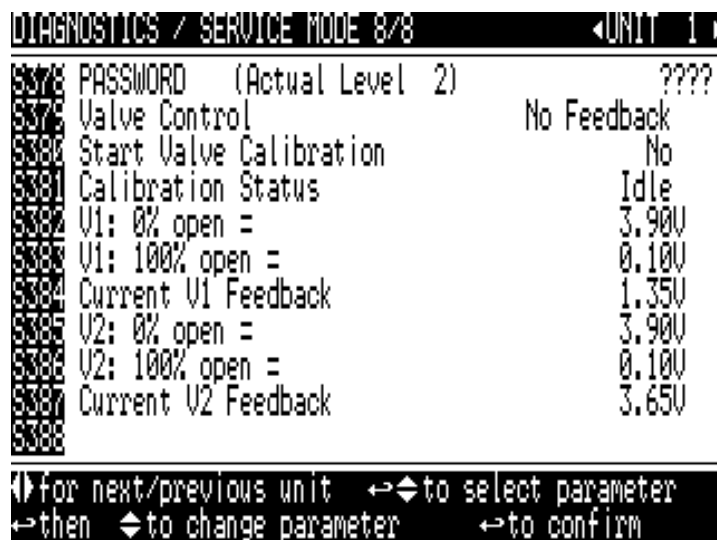 DIAGNOSTICS / SERVICE MODE 8/8 ◄UNIT 1 ►
S378 PASSWORD (Actual Level 2) ????
S379 Valve Control No Feedback
S380 Start Valve Calibration No
S381 Calibration Status Idle
S382 V1: 0% open = 3.90V
S383 V1: 100% open = 0.10V
S384 Current V1 Feedback 1.35V
S385 V2: 0% open = 3.90V
S386 V2: 100% open = 0.10V
S387 Current V2 Feedback 3.65V
S388
◄►for next/previous unit ↩◆to select parameter
↩then ◆to change parameter ↩to confirm